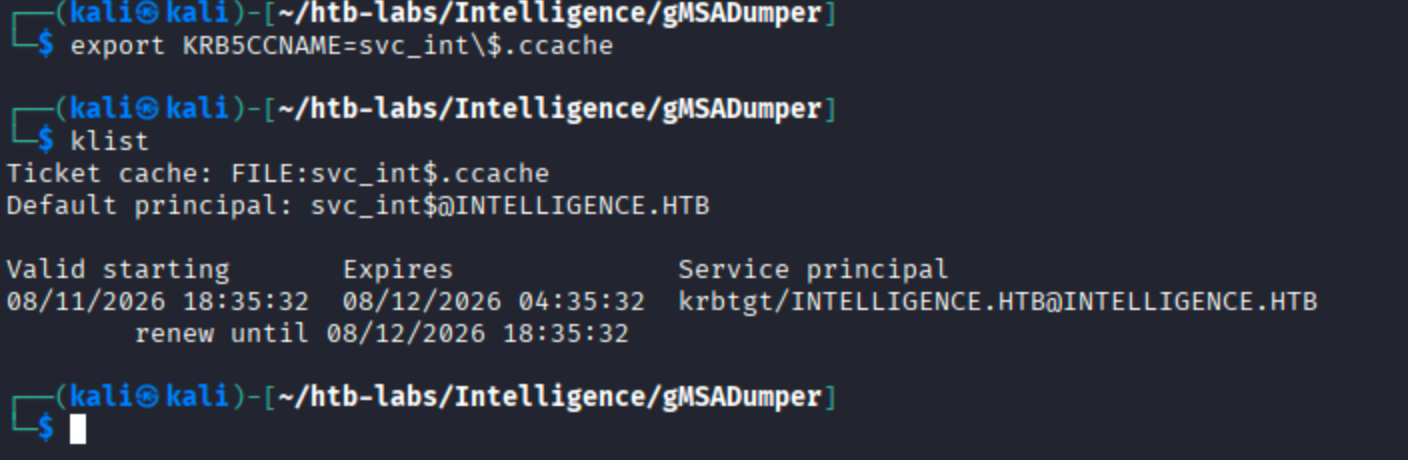 ┌──(kali㉿kali)-[~/htb-labs/Intelligence/gMSADumper]
└─$ export KRB5CCNAME=svc_int\$.ccache
┌──(kali㉿kali)-[~/htb-labs/Intelligence/gMSADumper]
└─$ klist
Ticket cache: FILE:svc_int$.ccache
Default principal: svc_int$@INTELLIGENCE.HTB
Valid starting       Expires              Service principal
08/11/2026 18:35:32  08/12/2026 04:35:32  krbtgt/INTELLIGENCE.HTB@INTELLIGENCE.HTB
        renew until 08/12/2026 18:35:32
┌──(kali㉿kali)-[~/htb-labs/Intelligence/gMSADumper]
└─$